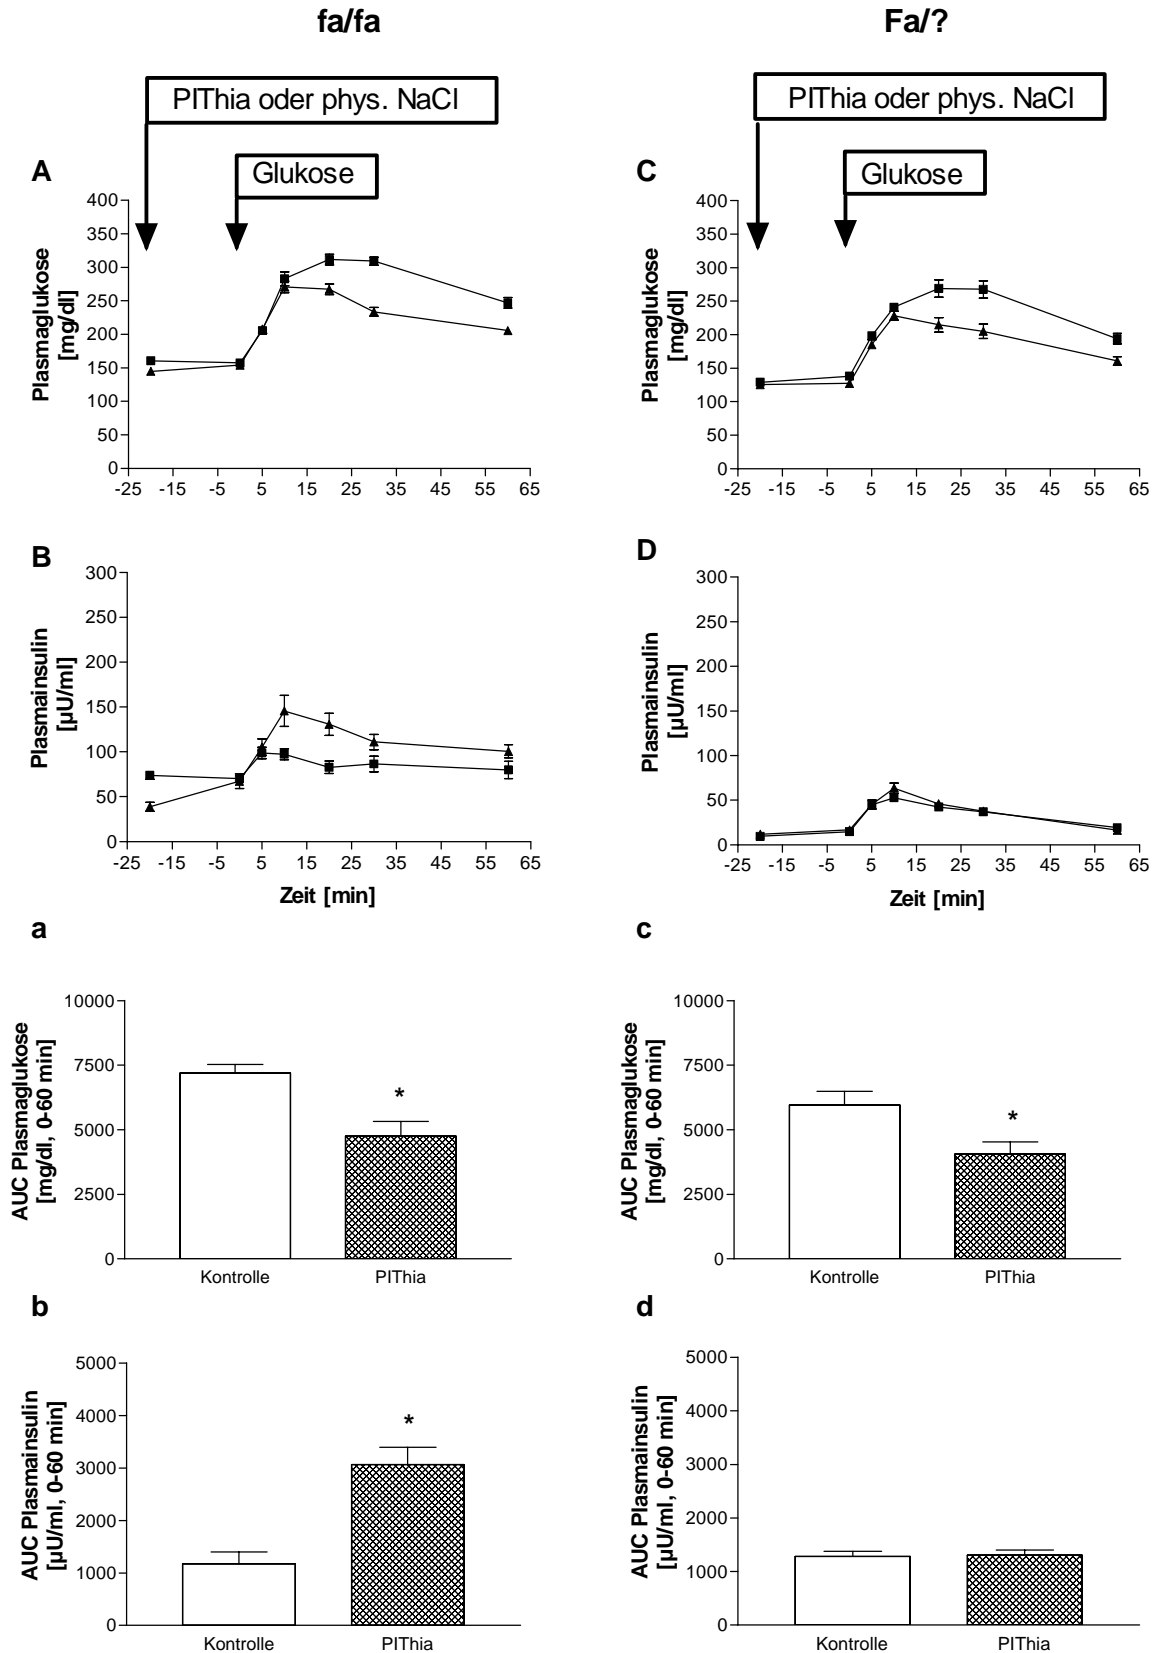 fa/fa
Fa/?
PIThia oder phys. NaCl
PIThia oder phys. NaCl
A
Glukose
C
Glukose
Plasmaglukose
[mg/dl]
400
350
300
250
200
150
100
50
0
-25 -15 -5 5 15 25 35 45 55 65
Plasmaglukose
[mg/dl]
400
350
300
250
200
150
100
50
0
-25 -15 -5 5 15 25 35 45 55 65
B
Plasmainsulin
[µU/ml]
300
250
200
150
100
50
0
-25 -15 -5 5 15 25 35 45 55 65
Zeit [min]
D
Plasmainsulin
[µU/ml]
300
250
200
150
100
50
0
-25 -15 -5 5 15 25 35 45 55 65
Zeit [min]
a
AUC Plasmaglukose
[mg/dl, 0-60 min]
10000
7500
5000
2500
0
*
Kontrolle PIThia
c
AUC Plasmaglukose
[mg/dl, 0-60 min]
10000
7500
5000
2500
0
*
Kontrolle PIThia
b
AUC Plasmainsulin
[µU/ml, 0-60 min]
5000
4000
3000
2000
1000
0
*
Kontrolle PIThia
d
AUC Plasmainsulin
[µU/ml, 0-60 min]
5000
4000
3000
2000
1000
0
Kontrolle PIThia